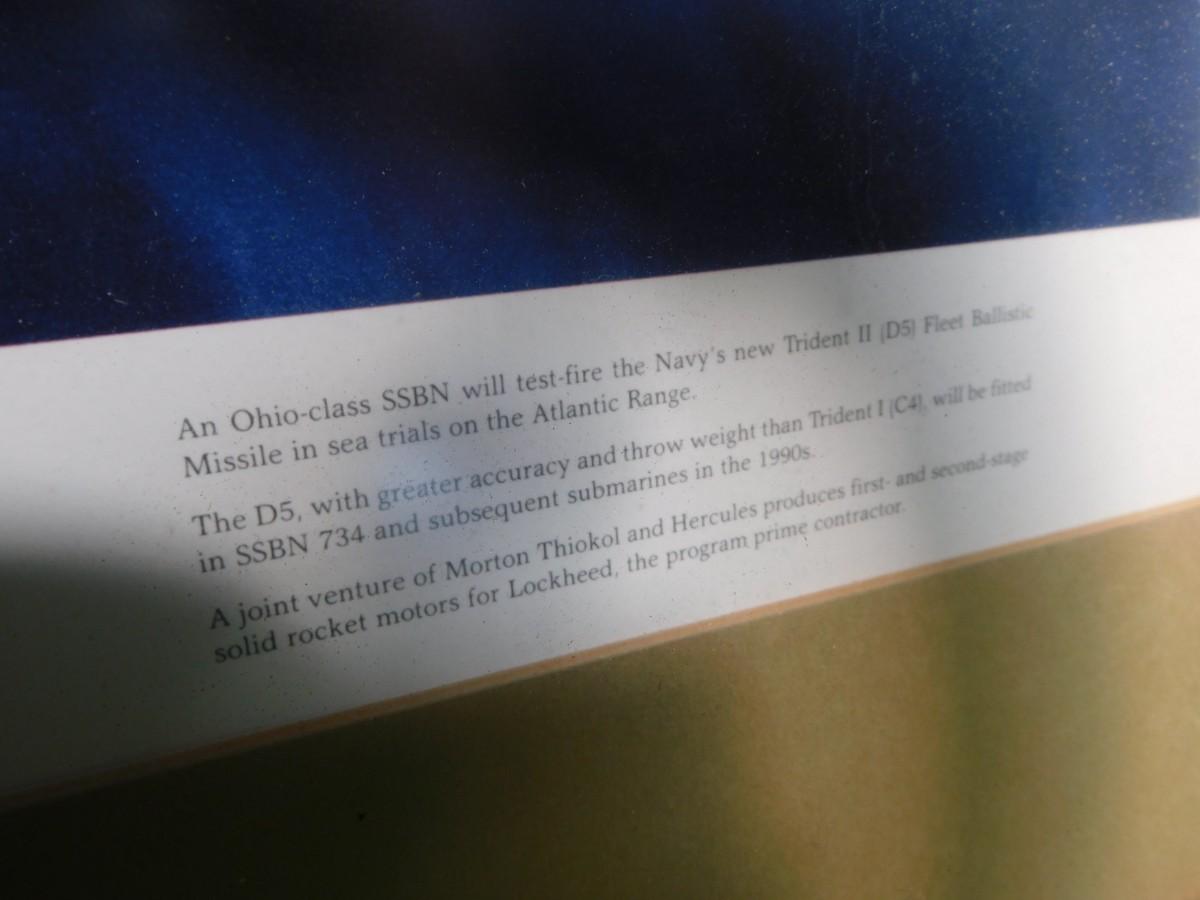 An Ohio-class SSBN will test-fire the Navy's new Trident II (D5) Fleet Ballistic
Missile in sea trials on the Atlantic Range.
The D5, with greater accuracy and throw weight than Trident I (C4), will be fitted
in SSBN 734 and subsequent submarines in the 1990s.
A joint venture of Morton Thiokol and Hercules produces first- and second-stage
solid rocket motors for Lockheed, the program prime contractor.